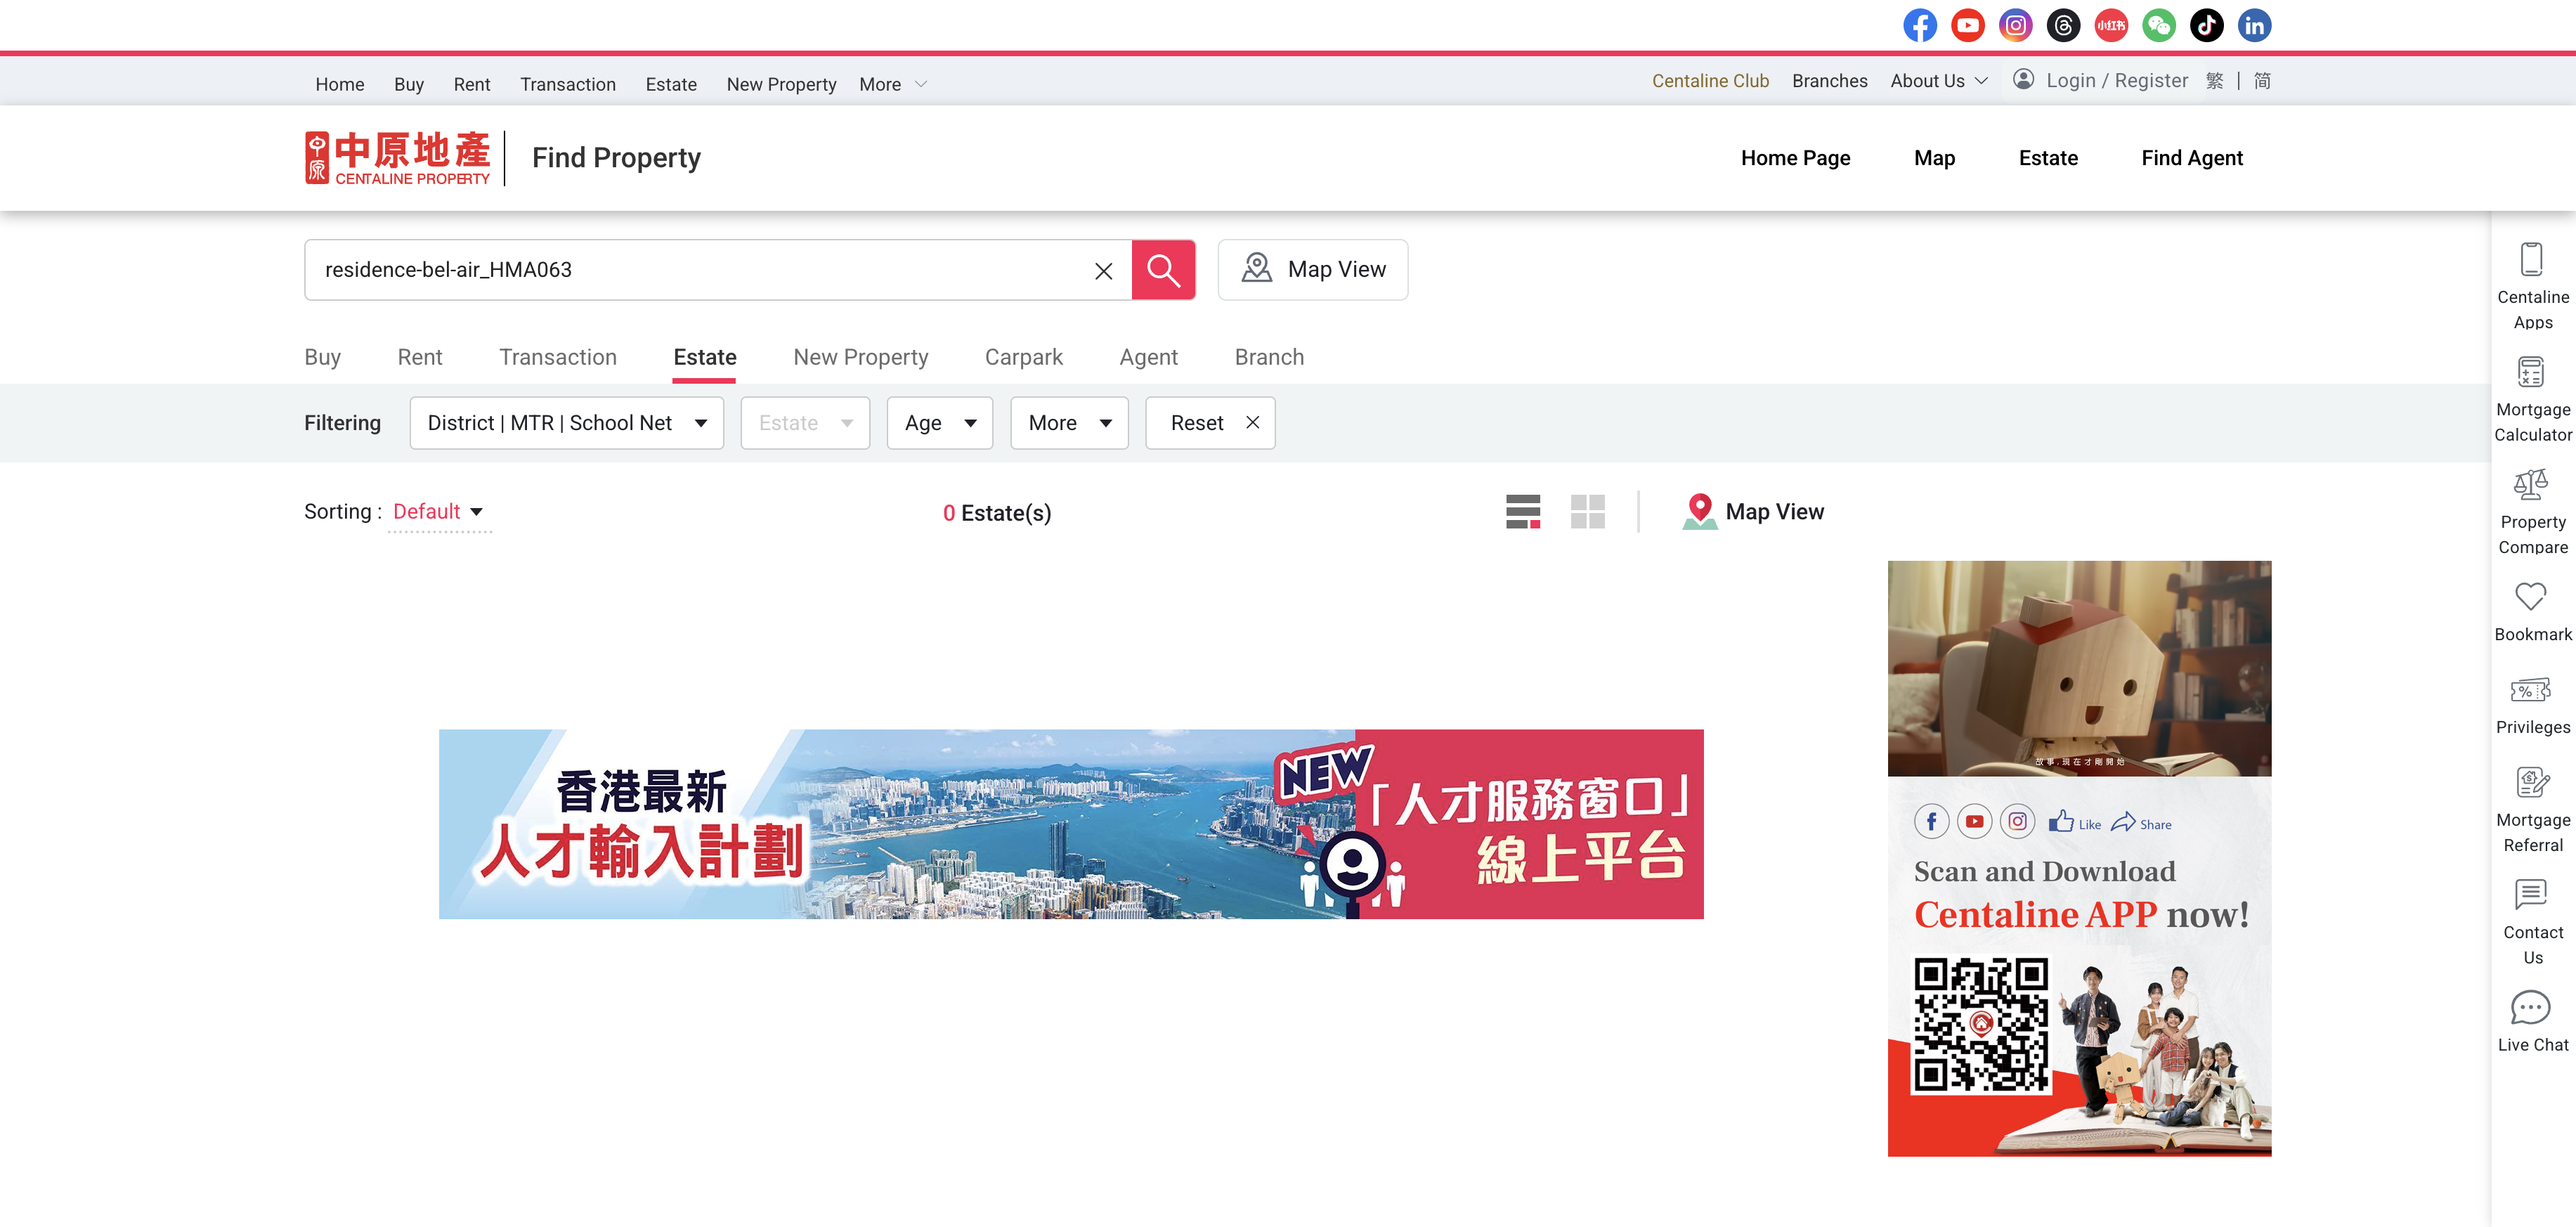 小红书
Home Buy Rent Transaction Estate New Property More
Centaline Club Branches About Us Login / Register 繁 | 简
中原
中原地產
CENTALINE PROPERTY
Find Property
Home Page Map Estate Find Agent
residence-bel-air_HMA063
Map View
Buy Rent Transaction Estate New Property Carpark Agent Branch
Filtering District | MTR | School Net Estate Age More Reset
Sorting : Default
0 Estate(s)
Map View
香港最新
人才輸入計劃
NEW
「人才服務窗口」
線上平台
故事,現在才剛開始
Like Share
Scan and Download
Centaline APP now!
Centaline
Apps
Mortgage
Calculator
Property
Compare
Bookmark
Privileges
Mortgage
Referral
Contact
Us
Live Chat